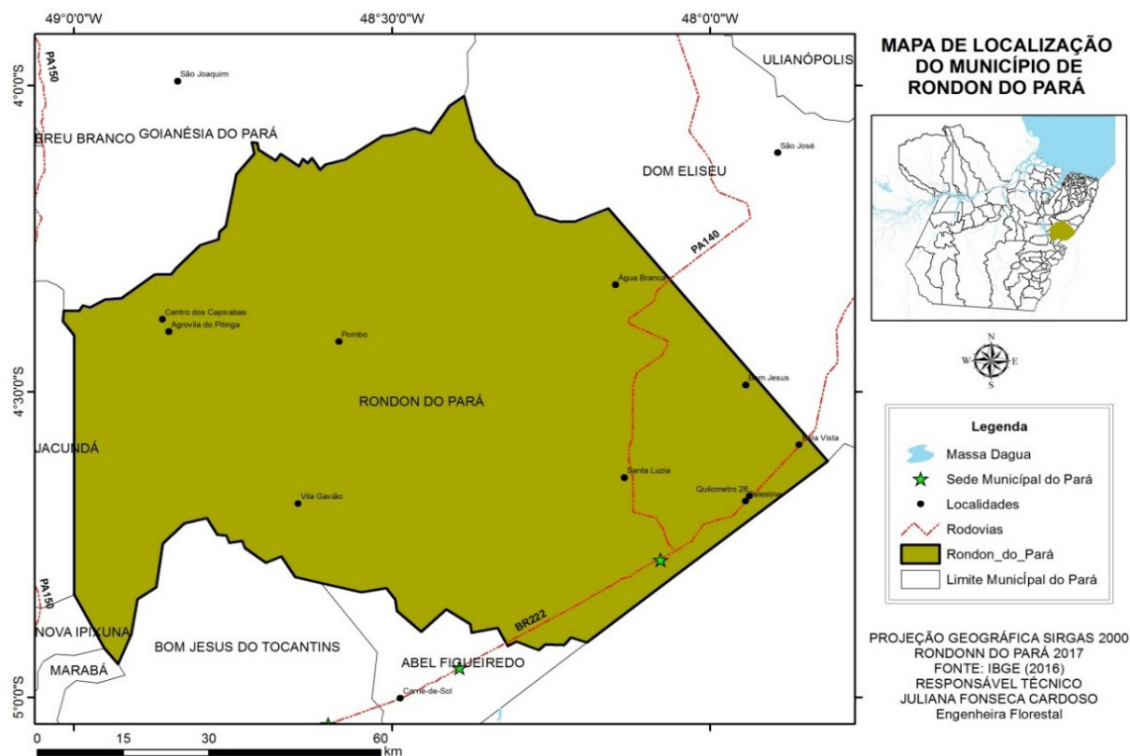 49°0'0"W
48°30'0"W
48°0'0"W
4°0'0"S
4°30'0"S
5°0'0"S
PA150
São Joaquim
BREU BRANCO
GOIANÉSIA DO PARÁ
ULIANÓPOLIS
São José
DOM ELISEU
PA140
Água Branca
Centro dos Capixabas
Agrovila do Pitinga
Pombo
Bom Jesus
RONDON DO PARÁ
JACUNDÁ
Bela Vista
Santa Luzia
Quilometro 28
Palestina
Vila Gavião
PA150
NOVA IPIXUNA
BR222
BOM JESUS DO TOCANTINS
ABEL FIGUEIREDO
MARABÁ
Carne-de-Sol
0 15 30 60
km
MAPA DE LOCALIZAÇÃO
DO MUNICÍPIO DE
RONDON DO PARÁ
N
W E
S
Legenda
Massa Dagua
Sede Municípal do Pará
Localidades
Rodovias
Rondon_do_Pará
Limite Municípal do Pará
PROJEÇÃO GEOGRÁFICA SIRGAS 2000
RONDONN DO PARÁ 2017
FONTE: IBGE (2016)
RESPONSÁVEL TÉCNICO
JULIANA FONSECA CARDOSO
Engenheira Florestal